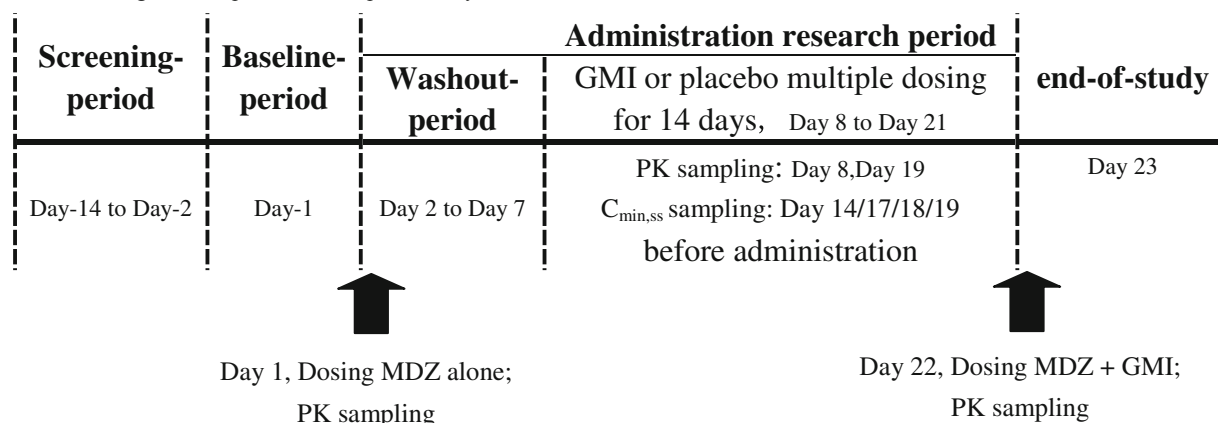 Administration research period
Screening-
period
Baseline-
period
Washout-
period
GMI or placebo multiple dosing
for 14 days, Day 8 to Day 21
end-of-study
Day-14 to Day-2
Day-1
Day 2 to Day 7
PK sampling: Day 8,Day 19
Cmin,ss sampling: Day 14/17/18/19
before administration
Day 23
Day 1, Dosing MDZ alone;
PK sampling
Day 22, Dosing MDZ + GMI;
PK sampling